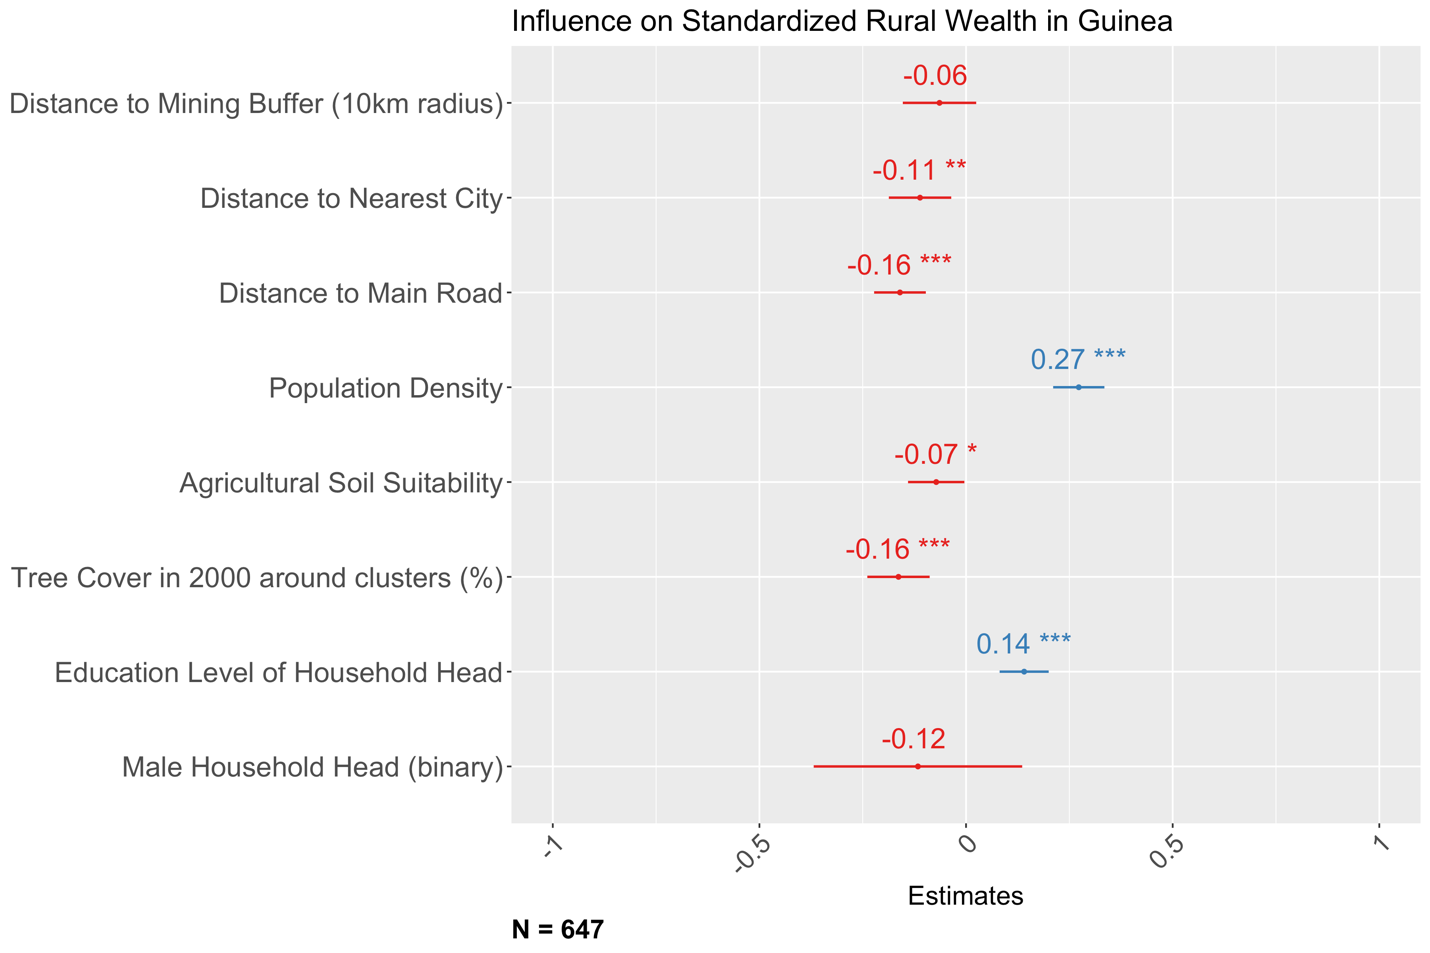 Influence on Standardized Rural Wealth in Guinea
Distance to Mining Buffer (10km radius)
-0.06
Distance to Nearest City
-0.11 **
Distance to Main Road
-0.16 ***
Population Density
0.27 ***
Agricultural Soil Suitability
-0.07 *
Tree Cover in 2000 around clusters (%)
-0.16 ***
Education Level of Household Head
0.14 ***
Male Household Head (binary)
-0.12
-1
-0.5
0
0.5
1
Estimates
N = 647